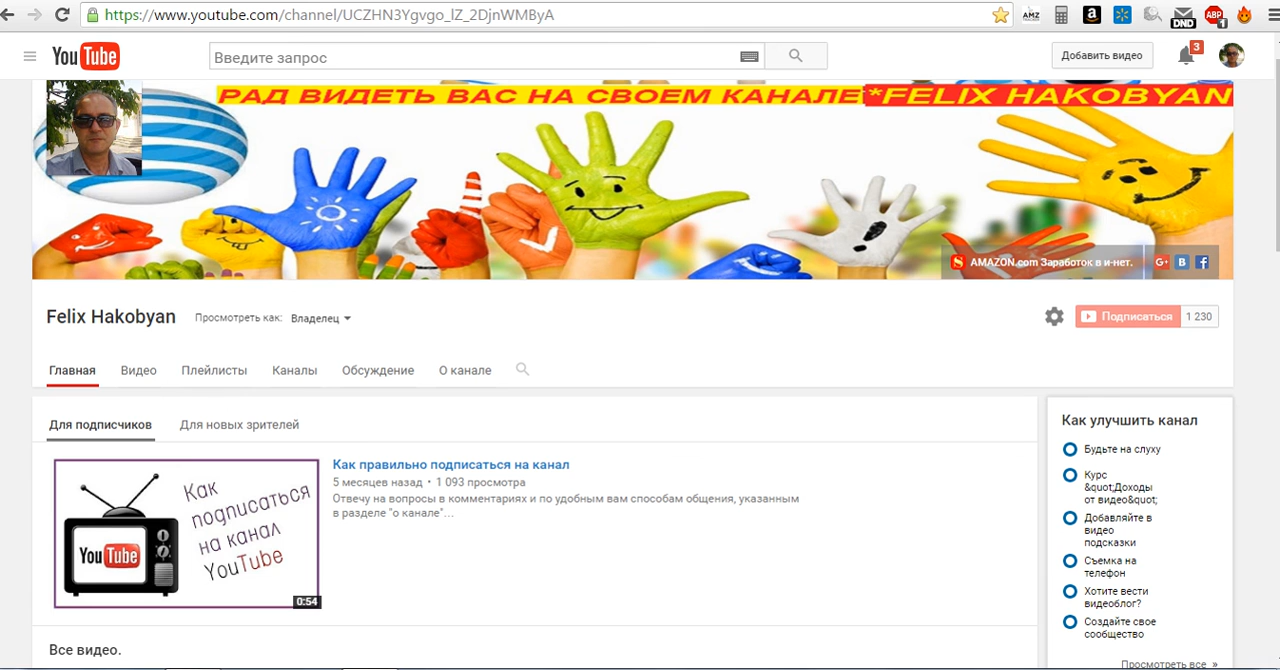 https://www.youtube.com/channel/UCZHN3Ygvgo_lZ_2DjnWMByA
AMZ
DND
ABP
1
YouTube
Введите запрос
Добавить видео
3
РАД ВИДЕТЬ ВАС НА СВОЕМ КАНАЛЕ*FELIX HAKOBYAN
AMAZON.com Заработок в и-нет.
Felix Hakobyan
Просмотреть как: Владелец
Подписаться 1 230
Главная Видео Плейлисты Каналы Обсуждение О канале
Для подписчиков Для новых зрителей
Как подписаться на канал YouTube
YouTube
0:54
Как правильно подписаться на канал
5 месяцев назад • 1 093 просмотра
Отвечу на вопросы в комментариях и по удобным вам способам общения, указанным
в разделе "о канале"...
Все видео.
Как улучшить канал
Будьте на слуху
Курс
&quot;Доходы
от видео&quot;
Добавляйте в
видео
подсказки
Съемка на
телефон
Хотите вести
видеоблог?
Создайте свое
сообщество
Просмотреть все »